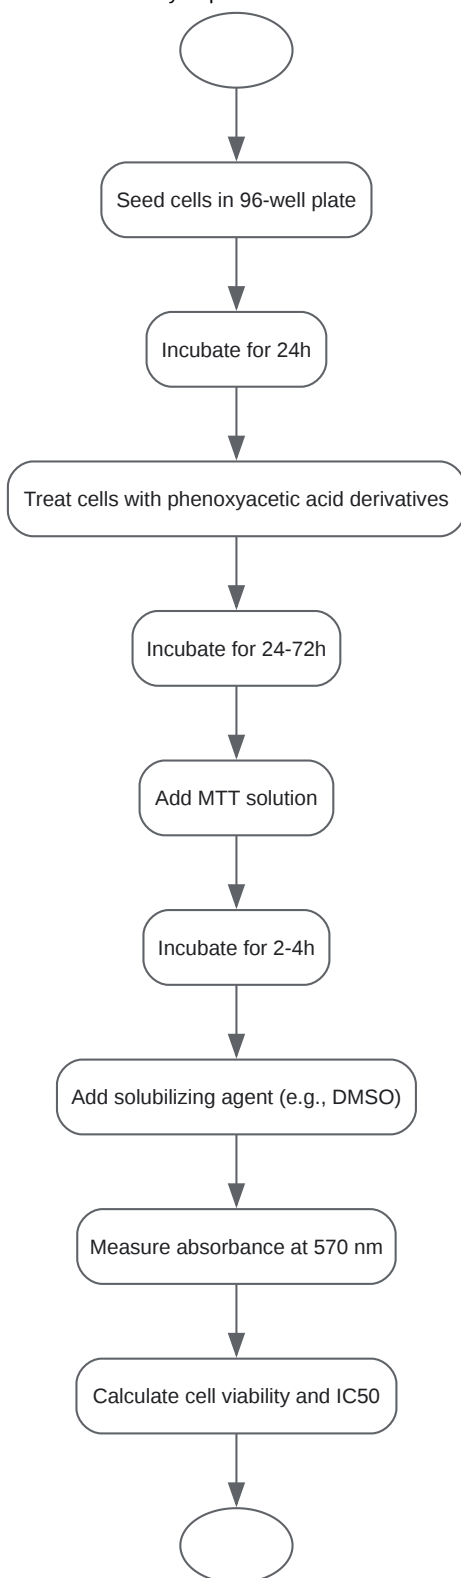 Seed cells in 96-well plate
Incubate for 24h
Treat cells with phenoxyacetic acid derivatives
Incubate for 24-72h
Add MTT solution
Incubate for 2-4h
Add solubilizing agent (e.g., DMSO)
Measure absorbance at 570 nm
Calculate cell viability and IC50